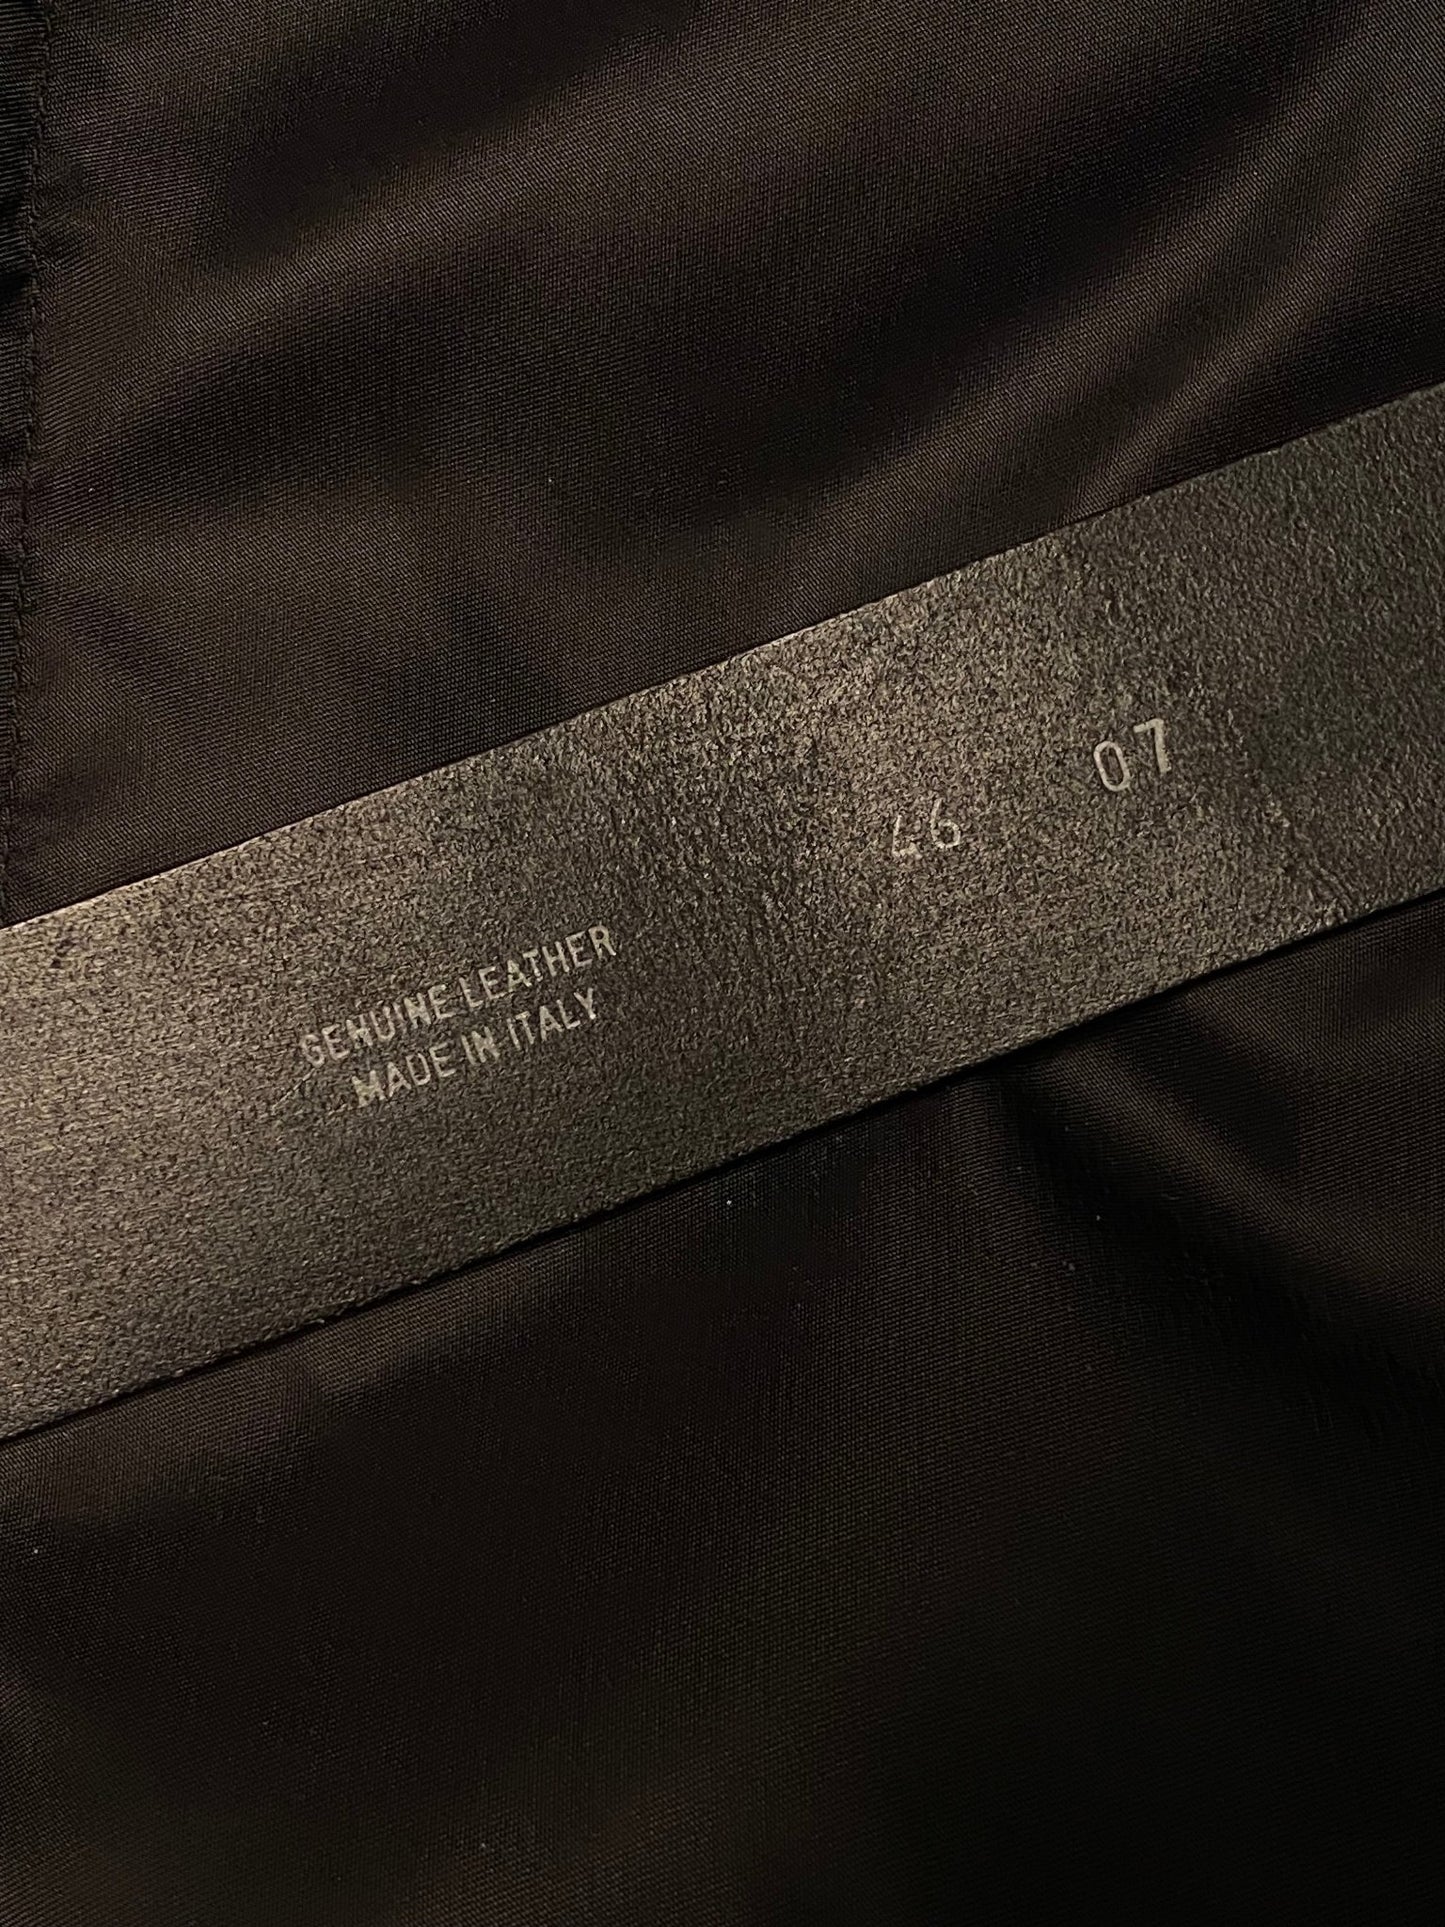 GENUINE LEATHER
MADE IN ITALY
46
07